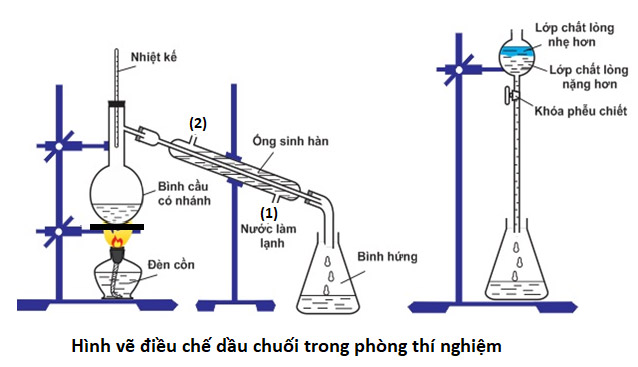 Nhiệt kế
(2)
Ống sinh hàn
Bình cầu
có nhánh
(1)
Nước làm
lạnh
Đèn cồn
Bình hứng
Lớp chất lỏng
nhẹ hơn
Lớp chất lỏng
nặng hơn
Khóa phễu chiết
Hình vẽ điều chế dầu chuối trong phòng thí nghiệm